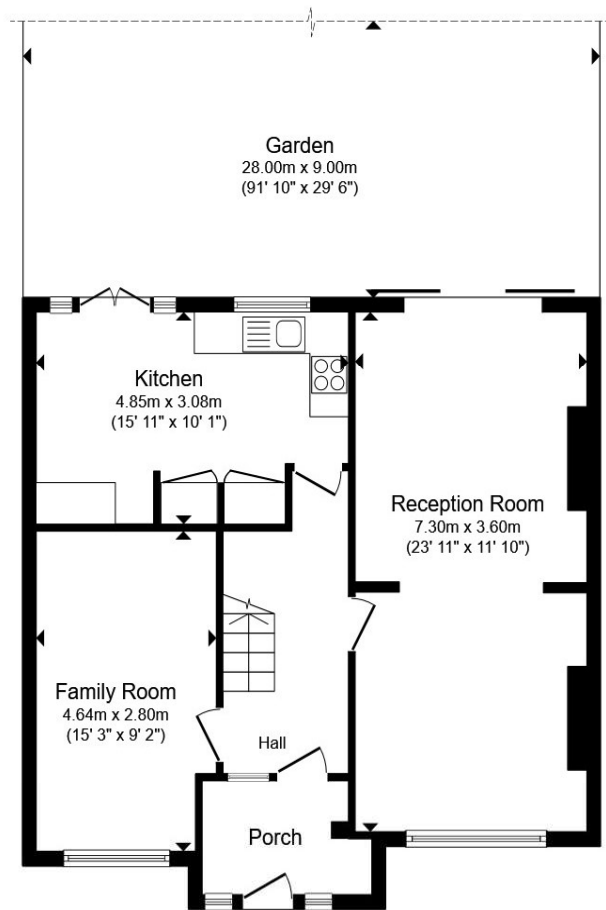 Garden
28.00m x 9.00m
(91' 10" x 29' 6")
Kitchen
4.85m x 3.08m
(15' 11" x 10' 1")
Reception Room
7.30m x 3.60m
(23' 11" x 11' 10")
Family Room
4.64m x 2.80m
(15' 3" x 9' 2")
Hall
Porch